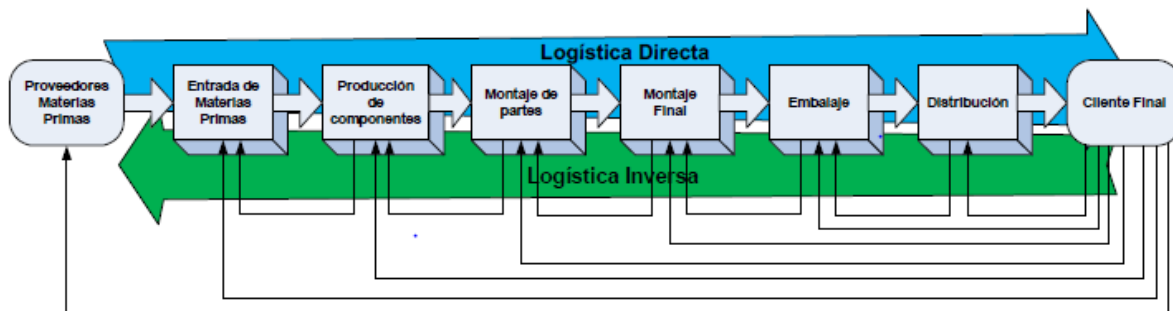 Logística Directa
Proveedores
Materias
Primas
Entrada de
Materias
Primas
Producción
de
componentes
Montaje de
partes
Montaje
Final
Embalaje
Distribución
Cliente Final
Logística Inversa